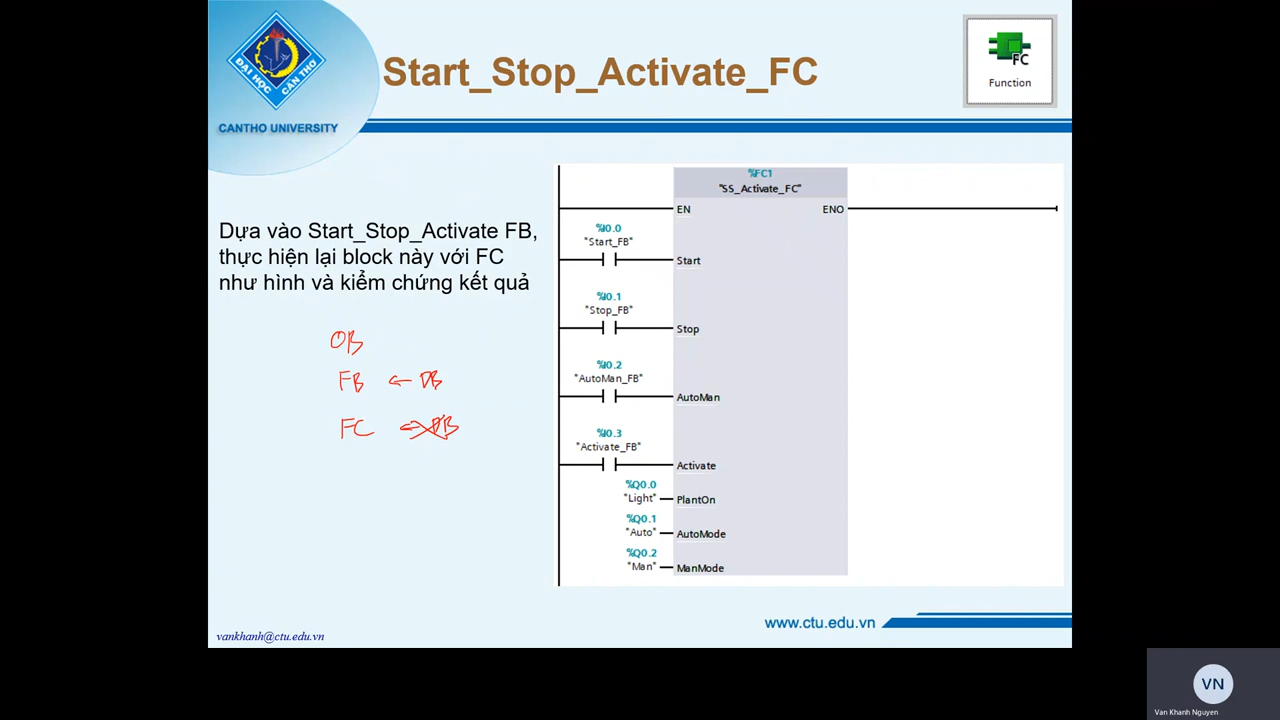 ĐẠI HỌC CẦN THƠ
CANTHO UNIVERSITY
Start_Stop_Activate_FC
FC
Function
Dựa vào Start_Stop_Activate FB,
thực hiện lại block này với FC
như hình và kiểm chứng kết quả
OB
FB ← DB
FC ← DB
%FC1
"SS_Activate_FC"
EN
ENO
%I0.0
"Start_FB"
Start
%I0.1
"Stop_FB"
Stop
%I0.2
"AutoMan_FB"
AutoMan
%I0.3
"Activate_FB"
Activate
%Q0.0
"Light"
PlantOn
%Q0.1
"Auto"
AutoMode
%Q0.2
"Man"
ManMode
vankhanh@ctu.edu.vn
www.ctu.edu.vn
VN
Van Khanh Nguyen